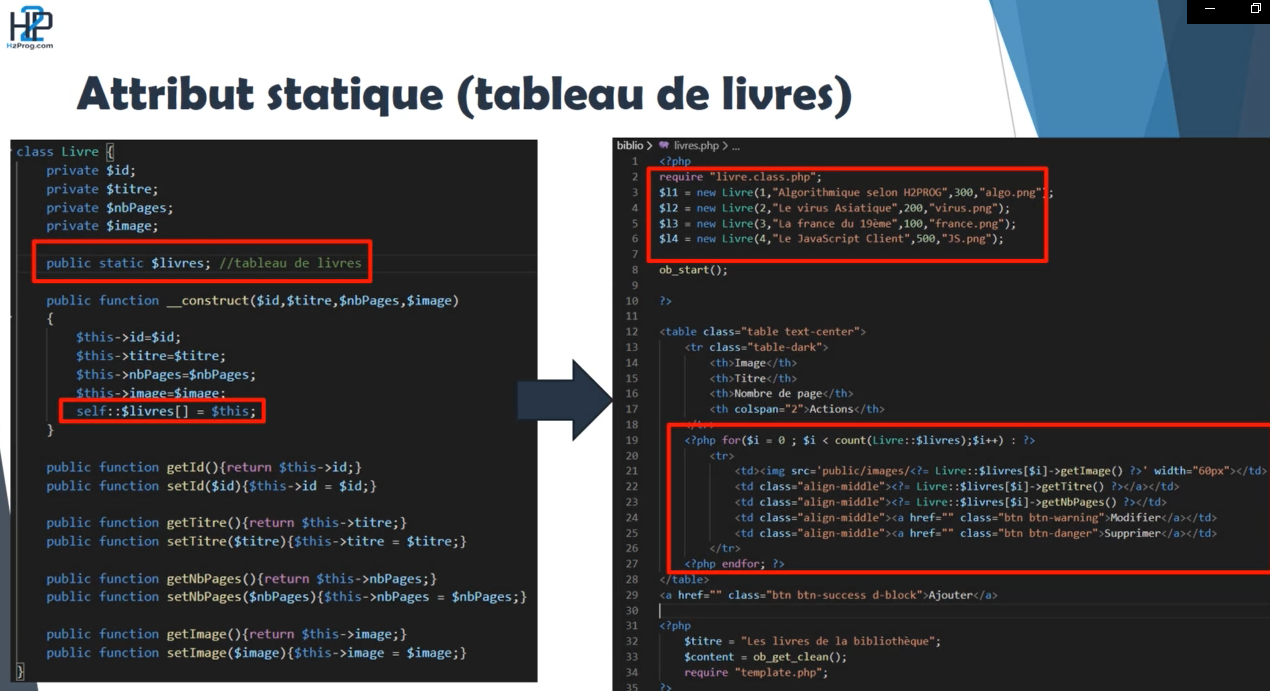 H2P
H2Prog.com
Attribut statique (tableau de livres)
class Livre {
private $id;
private $titre;
private $nbPages;
private $image;
public static $livres; //tableau de livres
public function __construct($id,$titre,$nbPages,$image)
{
$this->id=$id;
$this->titre=$titre;
$this->nbPages=$nbPages;
$this->image=$image;
self::$livres[] = $this;
}
public function getId(){return $this->id;}
public function setId($id){$this->id = $id;}
public function getTitre(){return $this->titre;}
public function setTitre($titre){$this->titre = $titre;}
public function getNbPages(){return $this->nbPages;}
public function setNbPages($nbPages){$this->nbPages = $nbPages;}
public function getImage(){return $this->image;}
public function setImage($image){$this->image = $image;}
}
biblio > livres.php > ...
1 <?php
2 require "livre.class.php";
3 $l1 = new Livre(1,"Algorithmique selon H2PROG",300,"algo.png");
4 $l2 = new Livre(2,"Le virus Asiatique",200,"virus.png");
5 $l3 = new Livre(3,"La france du 19ème",100,"france.png");
6 $l4 = new Livre(4,"Le JavaScript Client",500,"JS.png");
7
8 ob_start();
9
10 ?>
11
12 <table class="table text-center">
13 <tr class="table-dark">
14 <th>Image</th>
15 <th>Titre</th>
16 <th>Nombre de page</th>
17 <th colspan="2">Actions</th>
18 </tr>
19 <?php for($i = 0 ; $i < count(Livre::$livres);$i++) : ?>
20 <tr>
21 <td><img src='public/images/<?= Livre::$livres[$i]->getImage() ?>' width="60px"></td>
22 <td class="align-middle"><?= Livre::$livres[$i]->getTitre() ?></a></td>
23 <td class="align-middle"><?= Livre::$livres[$i]->getNbPages() ?></td>
24 <td class="align-middle"><a href="" class="btn btn-warning">Modifier</a></td>
25 <td class="align-middle"><a href="" class="btn btn-danger">Supprimer</a></td>
26 </tr>
27 <?php endfor; ?>
28 </table>
29 <a href="" class="btn btn-success d-block">Ajouter</a>
30
31 <?php
32 $titre = "Les livres de la bibliothèque";
33 $content = ob_get_clean();
34 require "template.php";
35 ?>